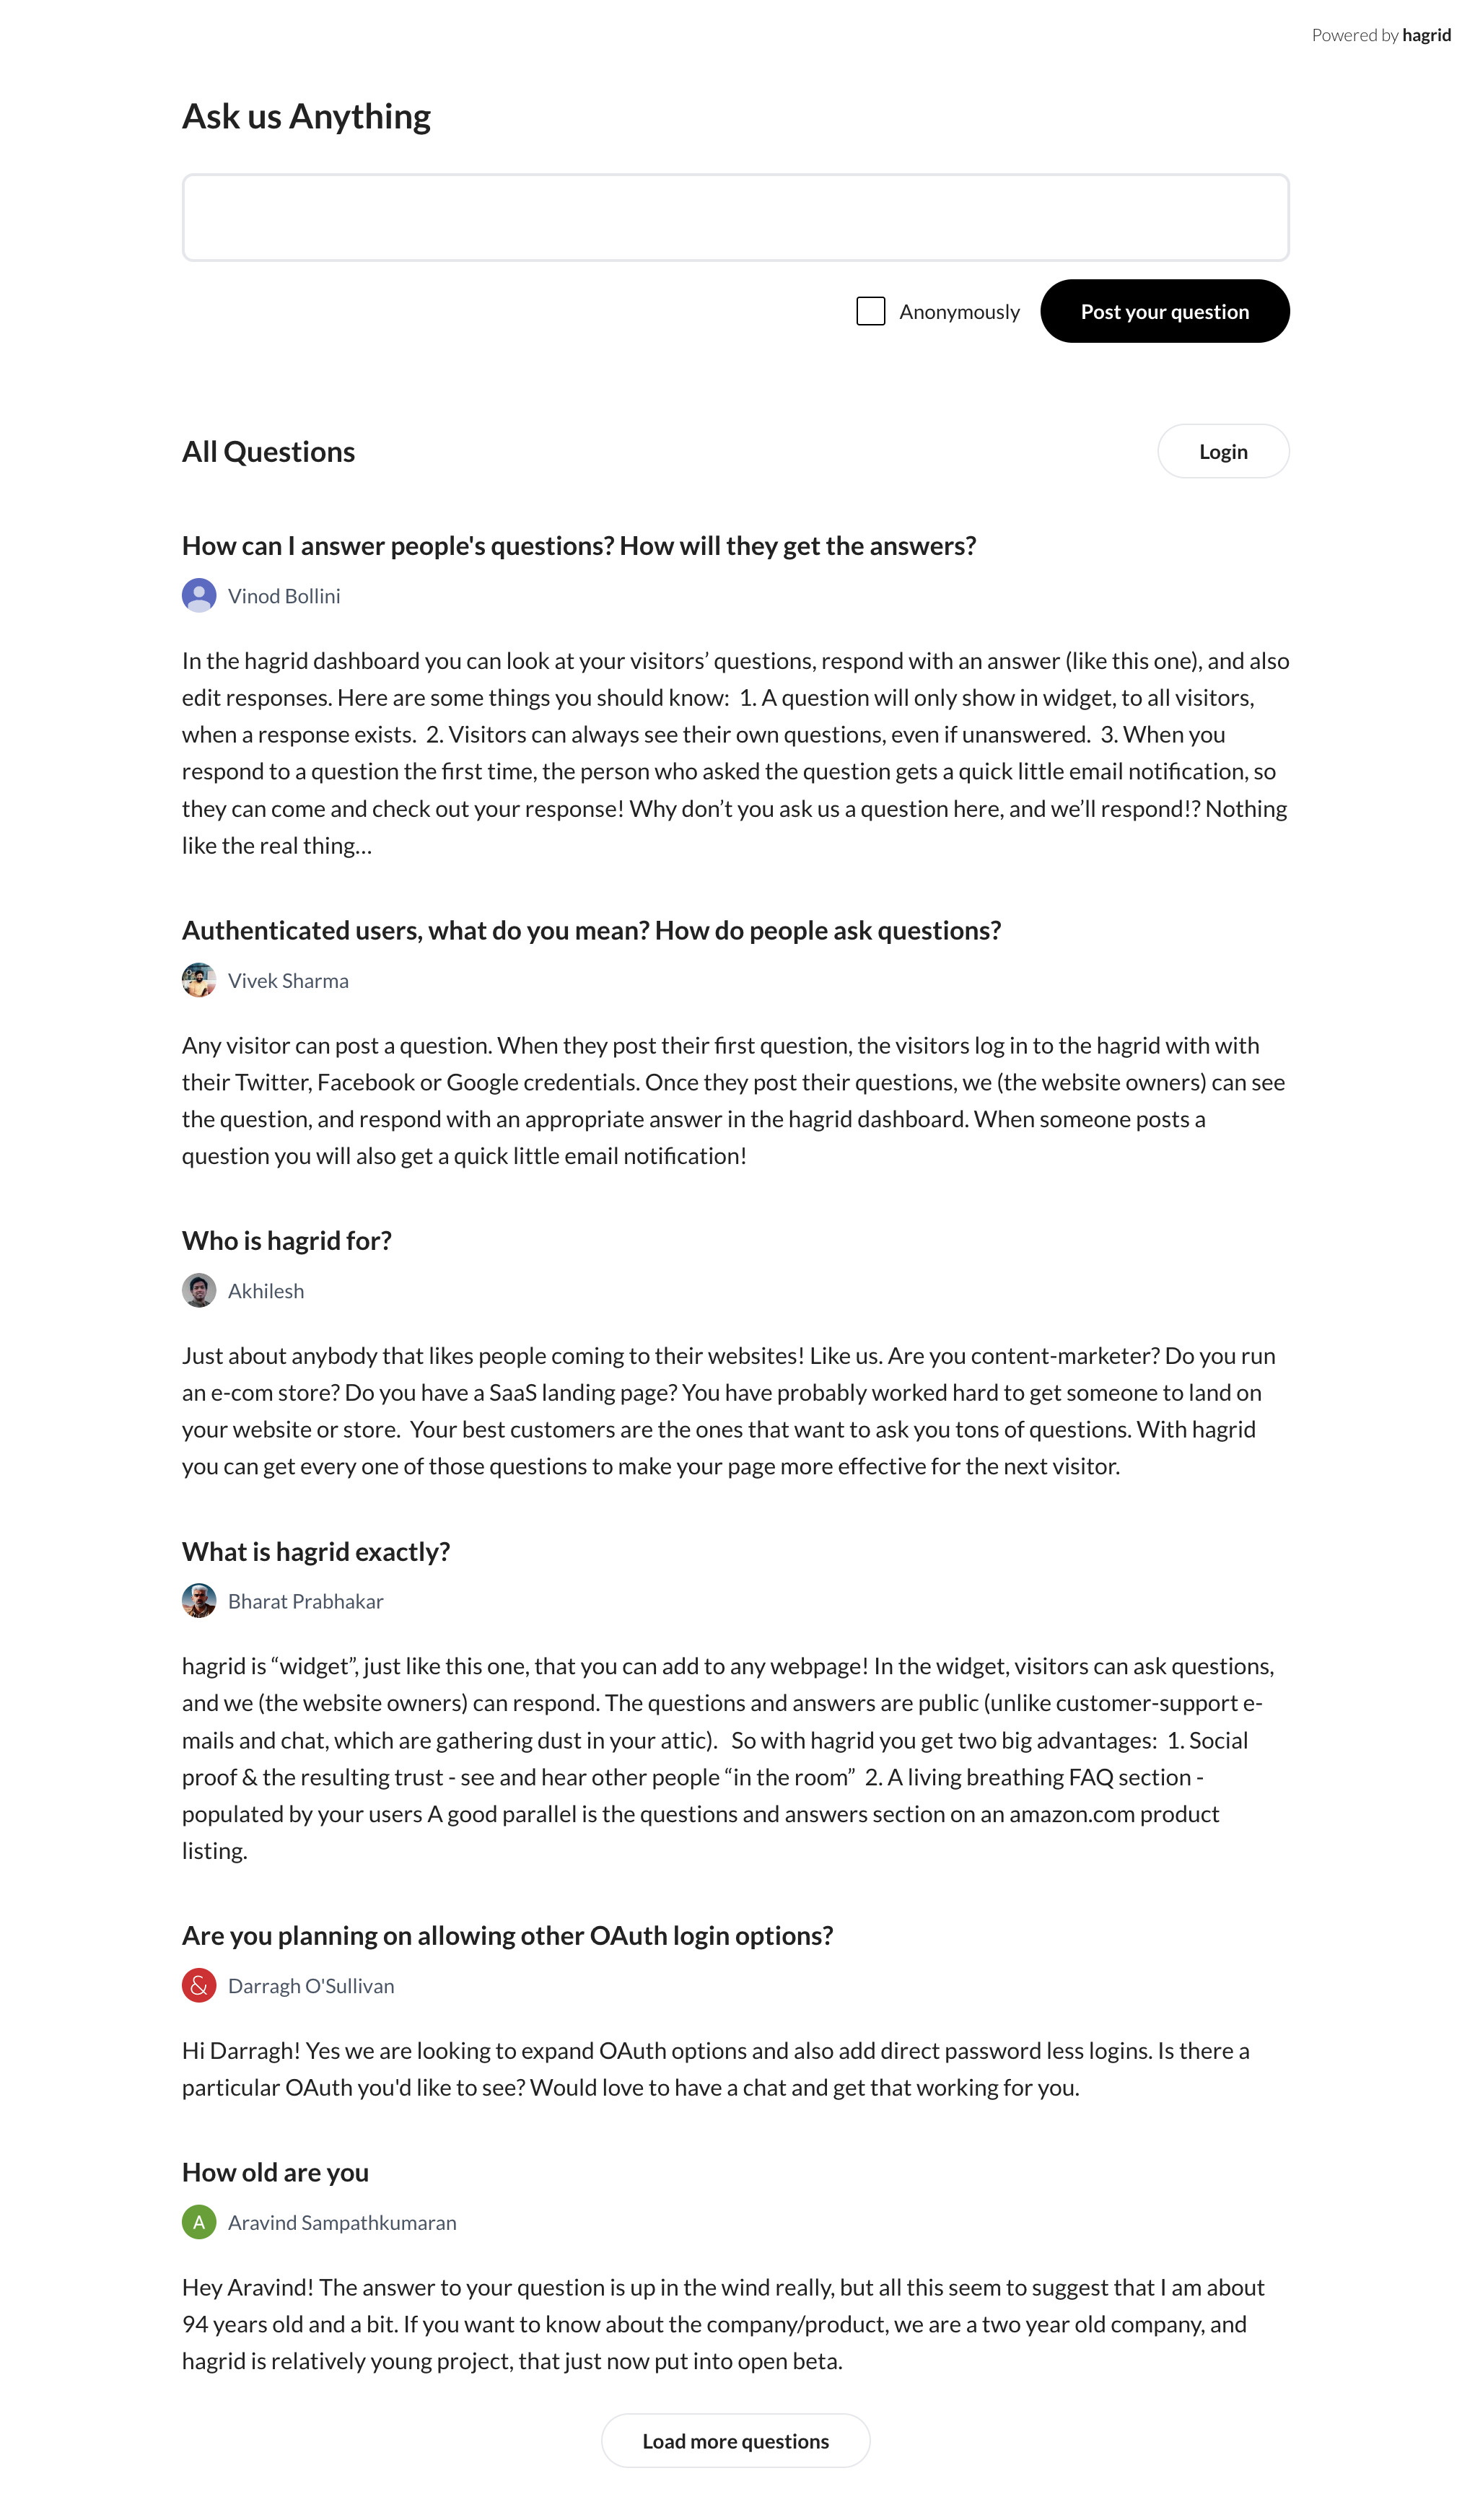 Powered by hagrid
Ask us Anything
Anonymously
Post your question
All Questions
Login
How can I answer people's questions? How will they get the answers?
Vinod Bollini
In the hagrid dashboard you can look at your visitors’ questions, respond with an answer (like this one), and also
edit responses. Here are some things you should know:  1. A question will only show in widget, to all visitors,
when a response exists.  2. Visitors can always see their own questions, even if unanswered.  3. When you
respond to a question the first time, the person who asked the question gets a quick little email notification, so
they can come and check out your response! Why don’t you ask us a question here, and we’ll respond!? Nothing
like the real thing...
Authenticated users, what do you mean? How do people ask questions?
Vivek Sharma
Any visitor can post a question. When they post their first question, the visitors log in to the hagrid with with
their Twitter, Facebook or Google credentials. Once they post their questions, we (the website owners) can see
the question, and respond with an appropriate answer in the hagrid dashboard. When someone posts a
question you will also get a quick little email notification!
Who is hagrid for?
Akhilesh
Just about anybody that likes people coming to their websites! Like us. Are you content-marketer? Do you run
an e-com store? Do you have a SaaS landing page? You have probably worked hard to get someone to land on
your website or store.  Your best customers are the ones that want to ask you tons of questions. With hagrid
you can get every one of those questions to make your page more effective for the next visitor.
What is hagrid exactly?
Bharat Prabhakar
hagrid is “widget”, just like this one, that you can add to any webpage! In the widget, visitors can ask questions,
and we (the website owners) can respond. The questions and answers are public (unlike customer-support e-
mails and chat, which are gathering dust in your attic).   So with hagrid you get two big advantages:  1. Social
proof & the resulting trust - see and hear other people “in the room”  2. A living breathing FAQ section -
populated by your users A good parallel is the questions and answers section on an amazon.com product
listing.
Are you planning on allowing other OAuth login options?
&
Darragh O'Sullivan
Hi Darragh! Yes we are looking to expand OAuth options and also add direct password less logins. Is there a
particular OAuth you'd like to see? Would love to have a chat and get that working for you.
How old are you
A
Aravind Sampathkumaran
Hey Aravind! The answer to your question is up in the wind really, but all this seem to suggest that I am about
94 years old and a bit. If you want to know about the company/product, we are a two year old company, and
hagrid is relatively young project, that just now put into open beta.
Load more questions